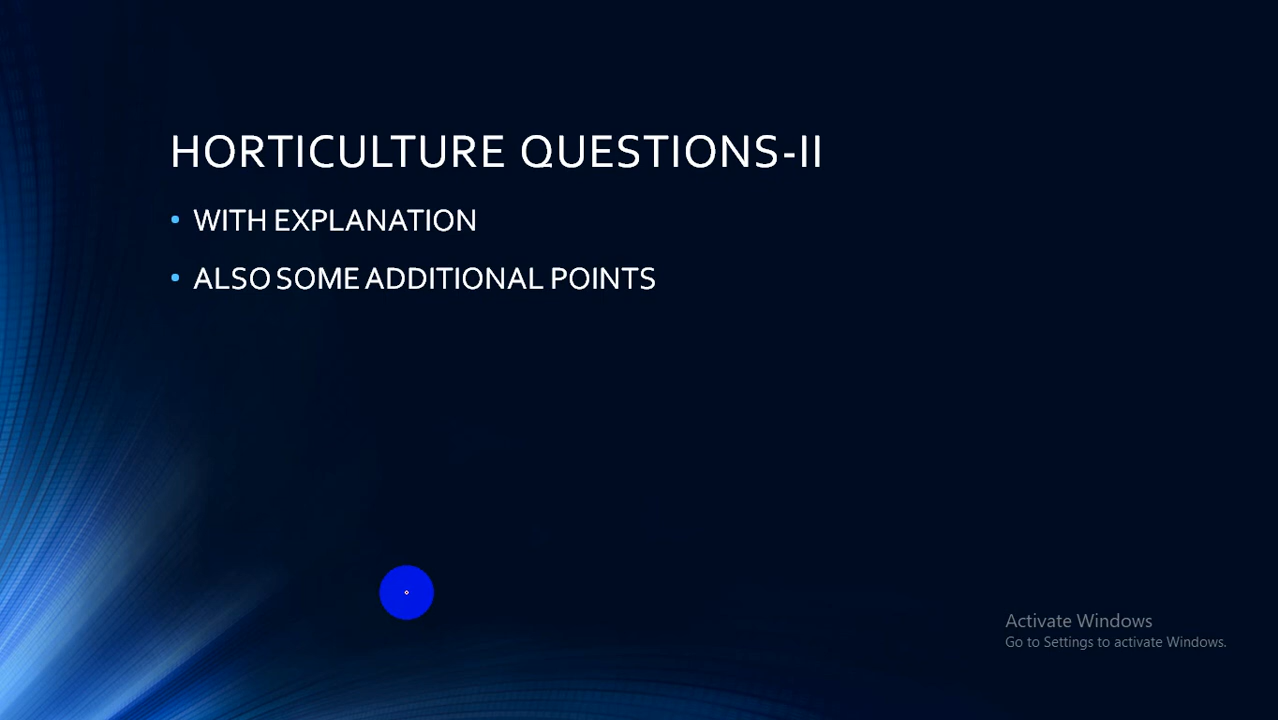 HORTICULTURE QUESTIONS-II
• WITH EXPLANATION
• ALSO SOME ADDITIONAL POINTS
Activate Windows
Go to Settings to activate Windows.